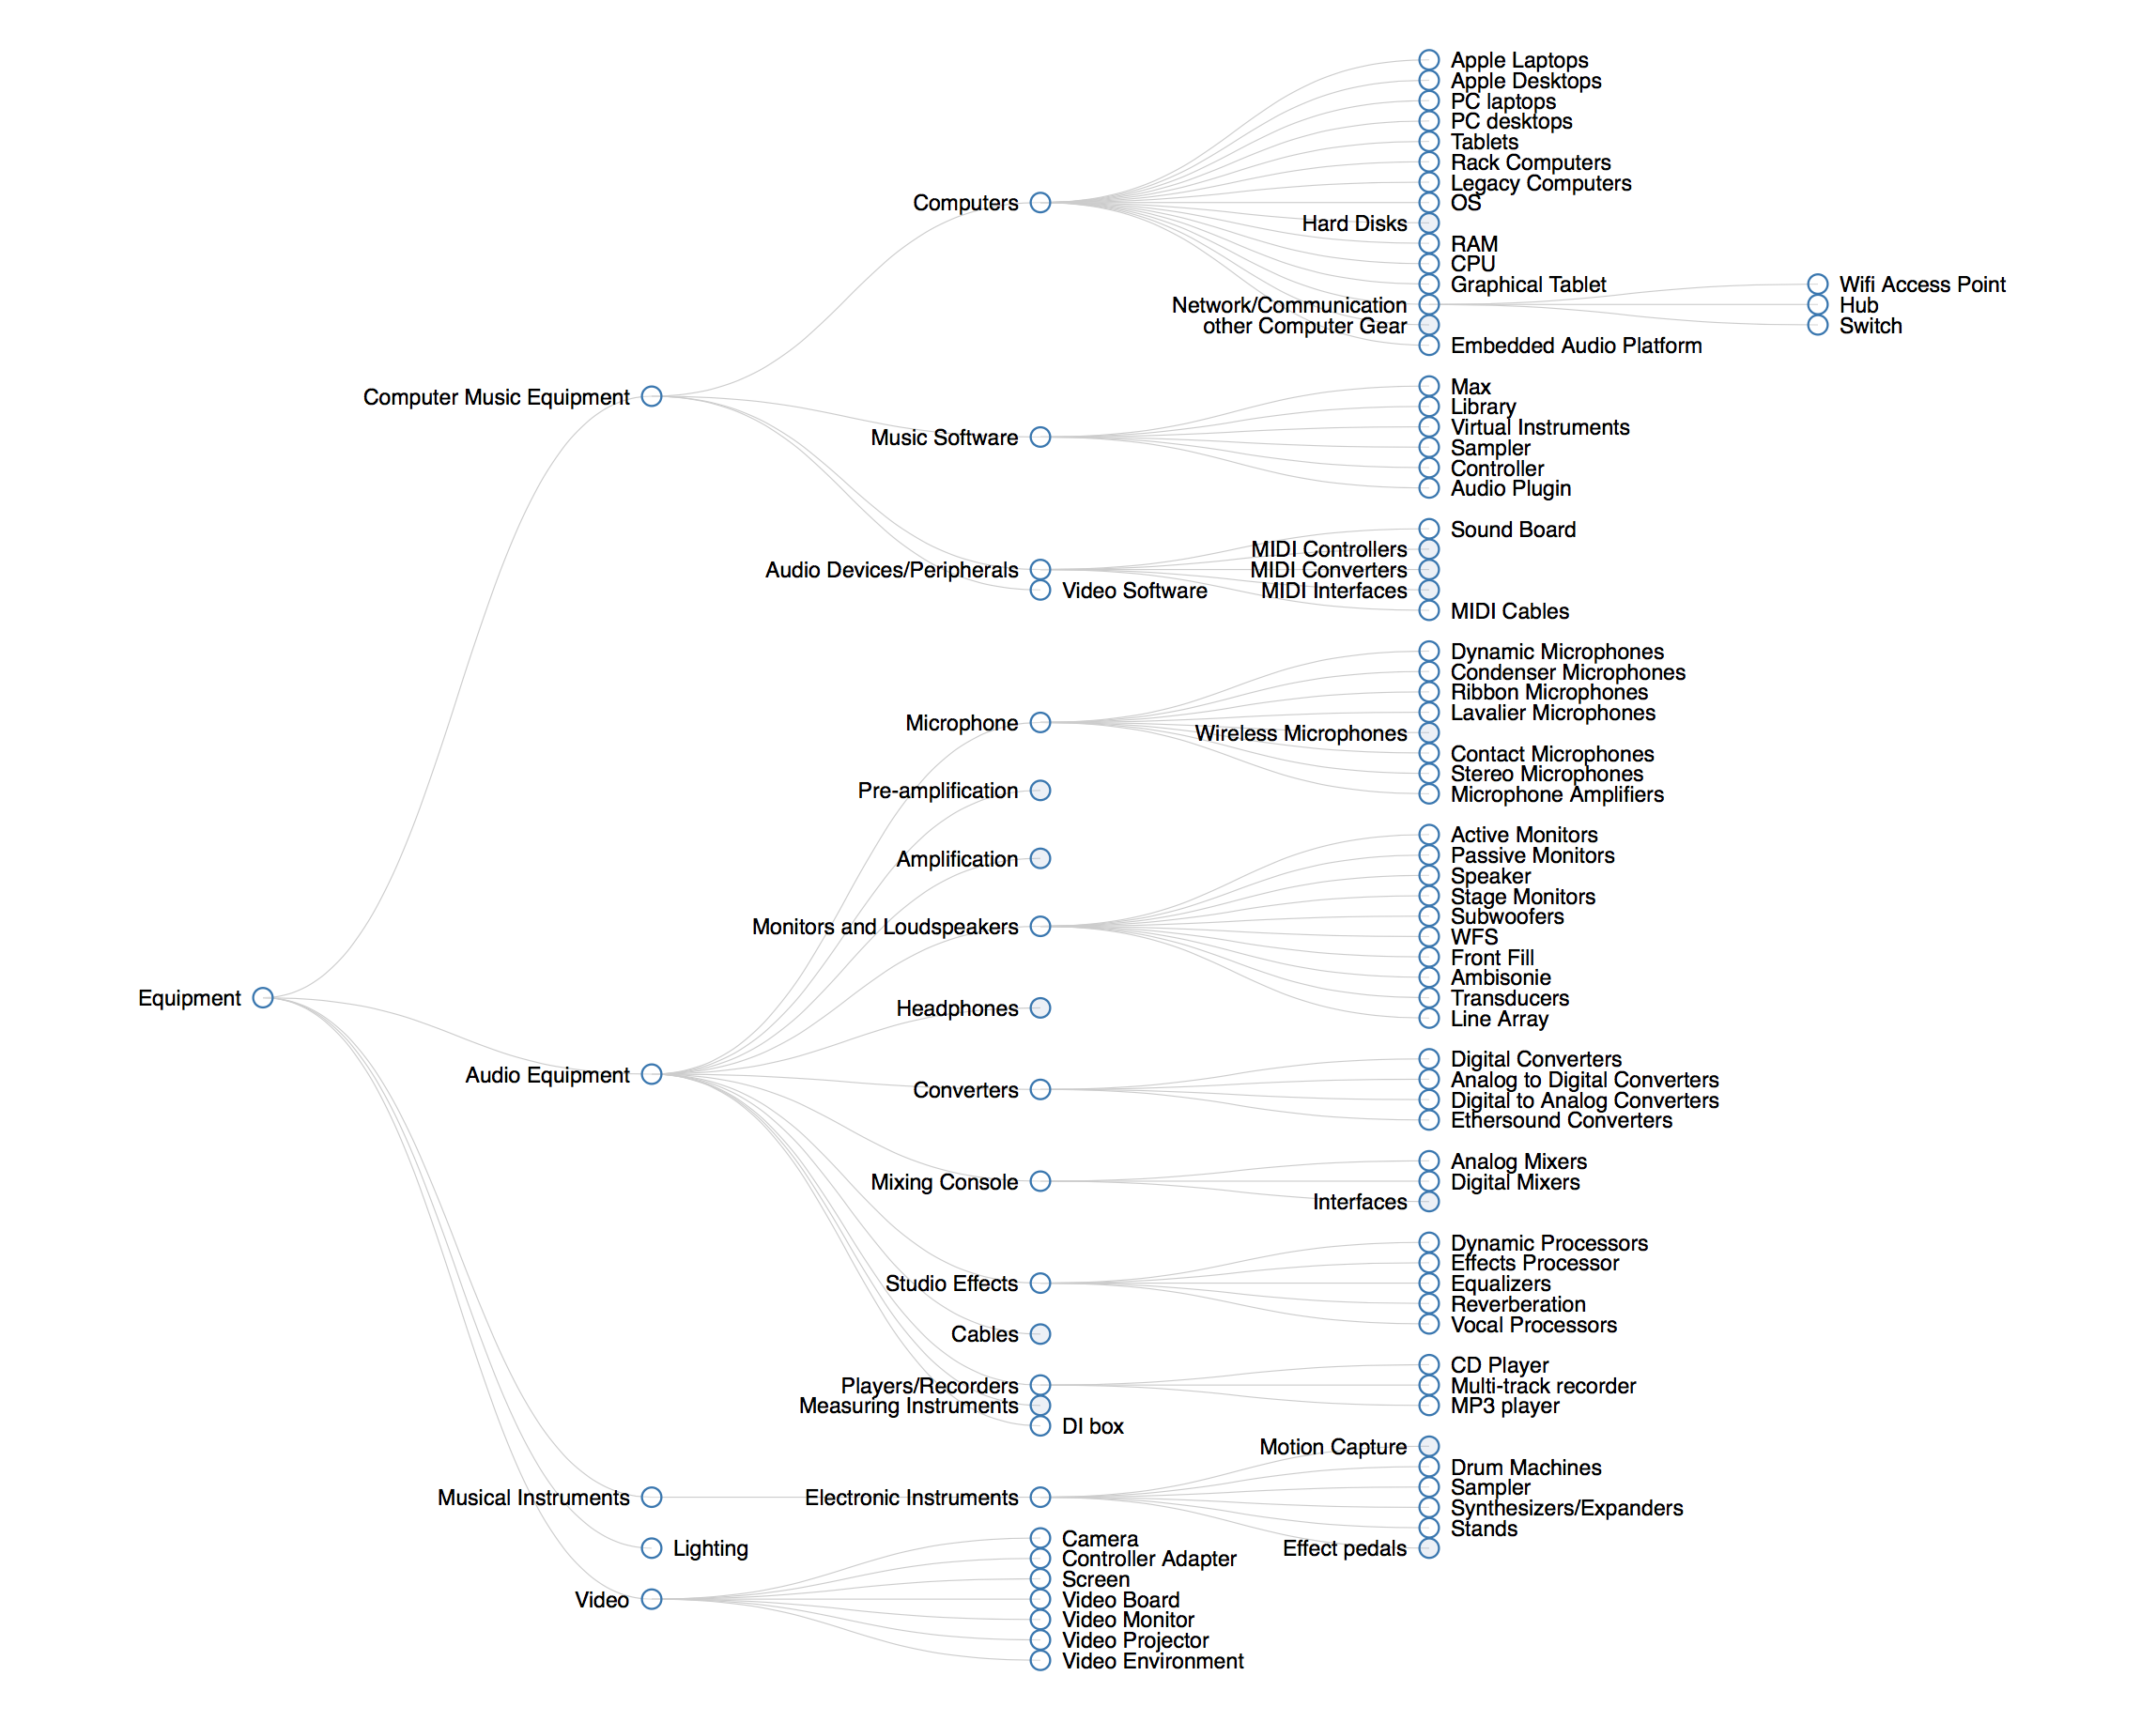 Equipment
Computer Music Equipment
Computers
Apple Laptops
Apple Desktops
PC laptops
PC desktops
Tablets
Rack Computers
Legacy Computers
OS
Hard Disks
RAM
CPU
Graphical Tablet
Network/Communication
Wifi Access Point
Hub
Switch
other Computer Gear
Embedded Audio Platform
Music Software
Max
Library
Virtual Instruments
Sampler
Controller
Audio Plugin
Audio Devices/Peripherals
Sound Board
MIDI Controllers
MIDI Converters
MIDI Interfaces
MIDI Cables
Video Software
Audio Equipment
Microphone
Dynamic Microphones
Condenser Microphones
Ribbon Microphones
Lavalier Microphones
Wireless Microphones
Contact Microphones
Stereo Microphones
Microphone Amplifiers
Pre-amplification
Amplification
Monitors and Loudspeakers
Active Monitors
Passive Monitors
Speaker
Stage Monitors
Subwoofers
WFS
Front Fill
Ambisonie
Transducers
Line Array
Headphones
Converters
Digital Converters
Analog to Digital Converters
Digital to Analog Converters
Ethersound Converters
Mixing Console
Analog Mixers
Digital Mixers
Interfaces
Studio Effects
Dynamic Processors
Effects Processor
Equalizers
Reverberation
Vocal Processors
Cables
Players/Recorders
CD Player
Multi-track recorder
MP3 player
Measuring Instruments
DI box
Musical Instruments
Electronic Instruments
Motion Capture
Drum Machines
Sampler
Synthesizers/Expanders
Stands
Effect pedals
Lighting
Video
Camera
Controller Adapter
Screen
Video Board
Video Monitor
Video Projector
Video Environment